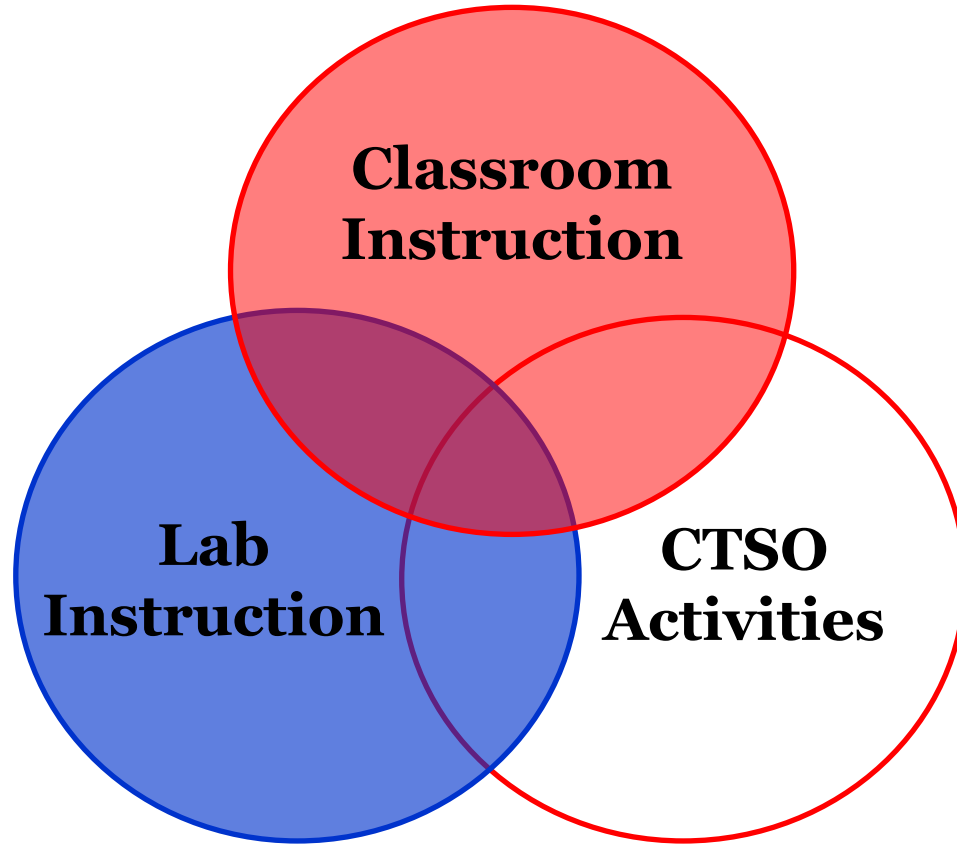 Classroom
Instruction
Lab
Instruction
CTSO
Activities